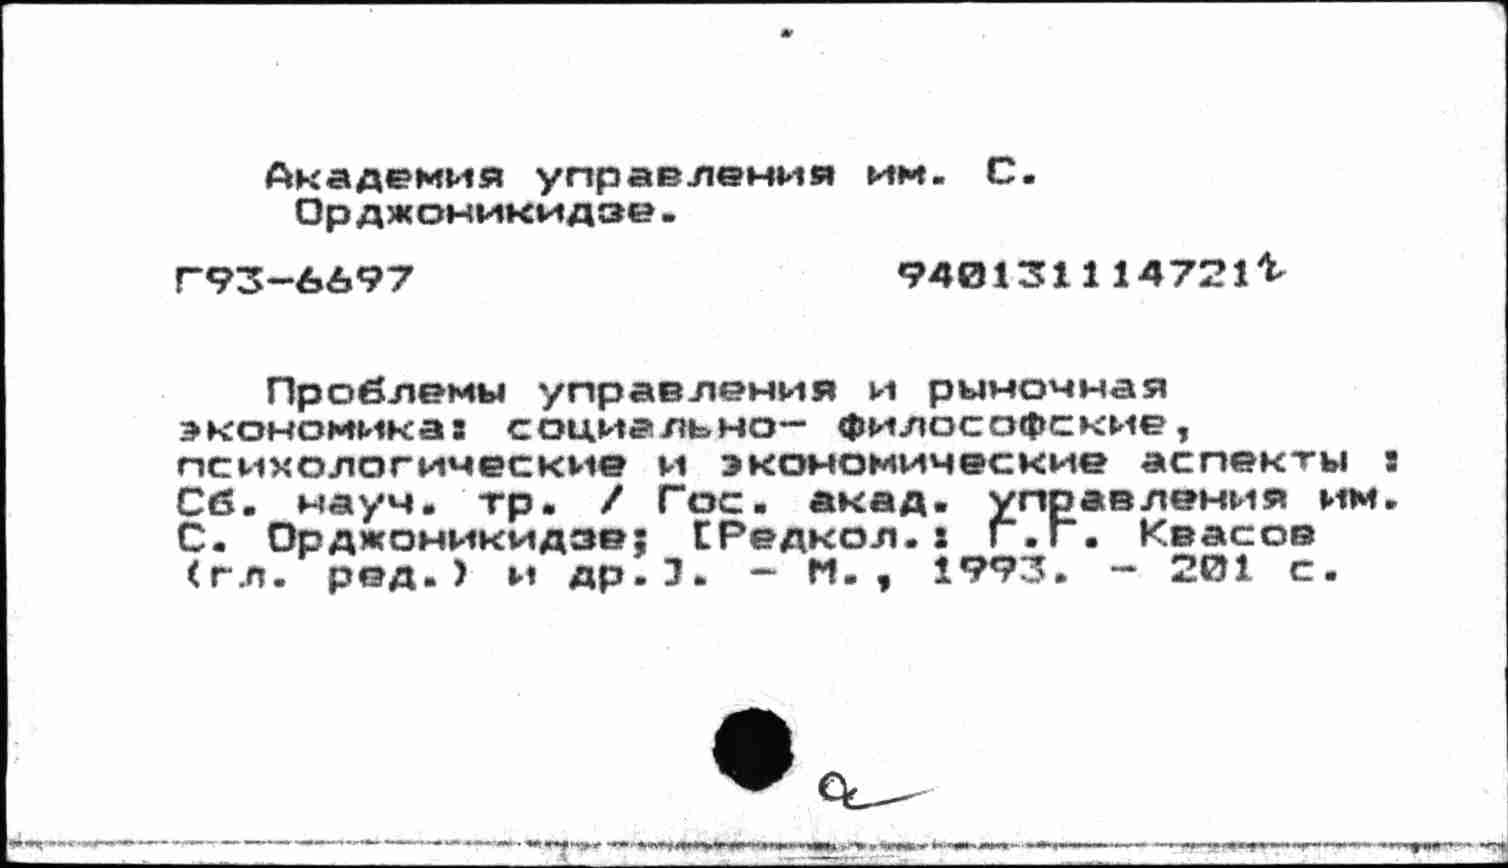 Академия управления им. С.
Орджоникидзе.
Г93-6697 9401311147211
Проблемы управления и рыночная
экономика: социально- философские,
психологические и экономические аспекты :
Сб. науч. тр. / Гос. акад. управления им.
С. Орджоникидзе; [Редкол.: Г.Г. Квасов
(гл. ред.) и др.]. - М., 1993. - 201 с.